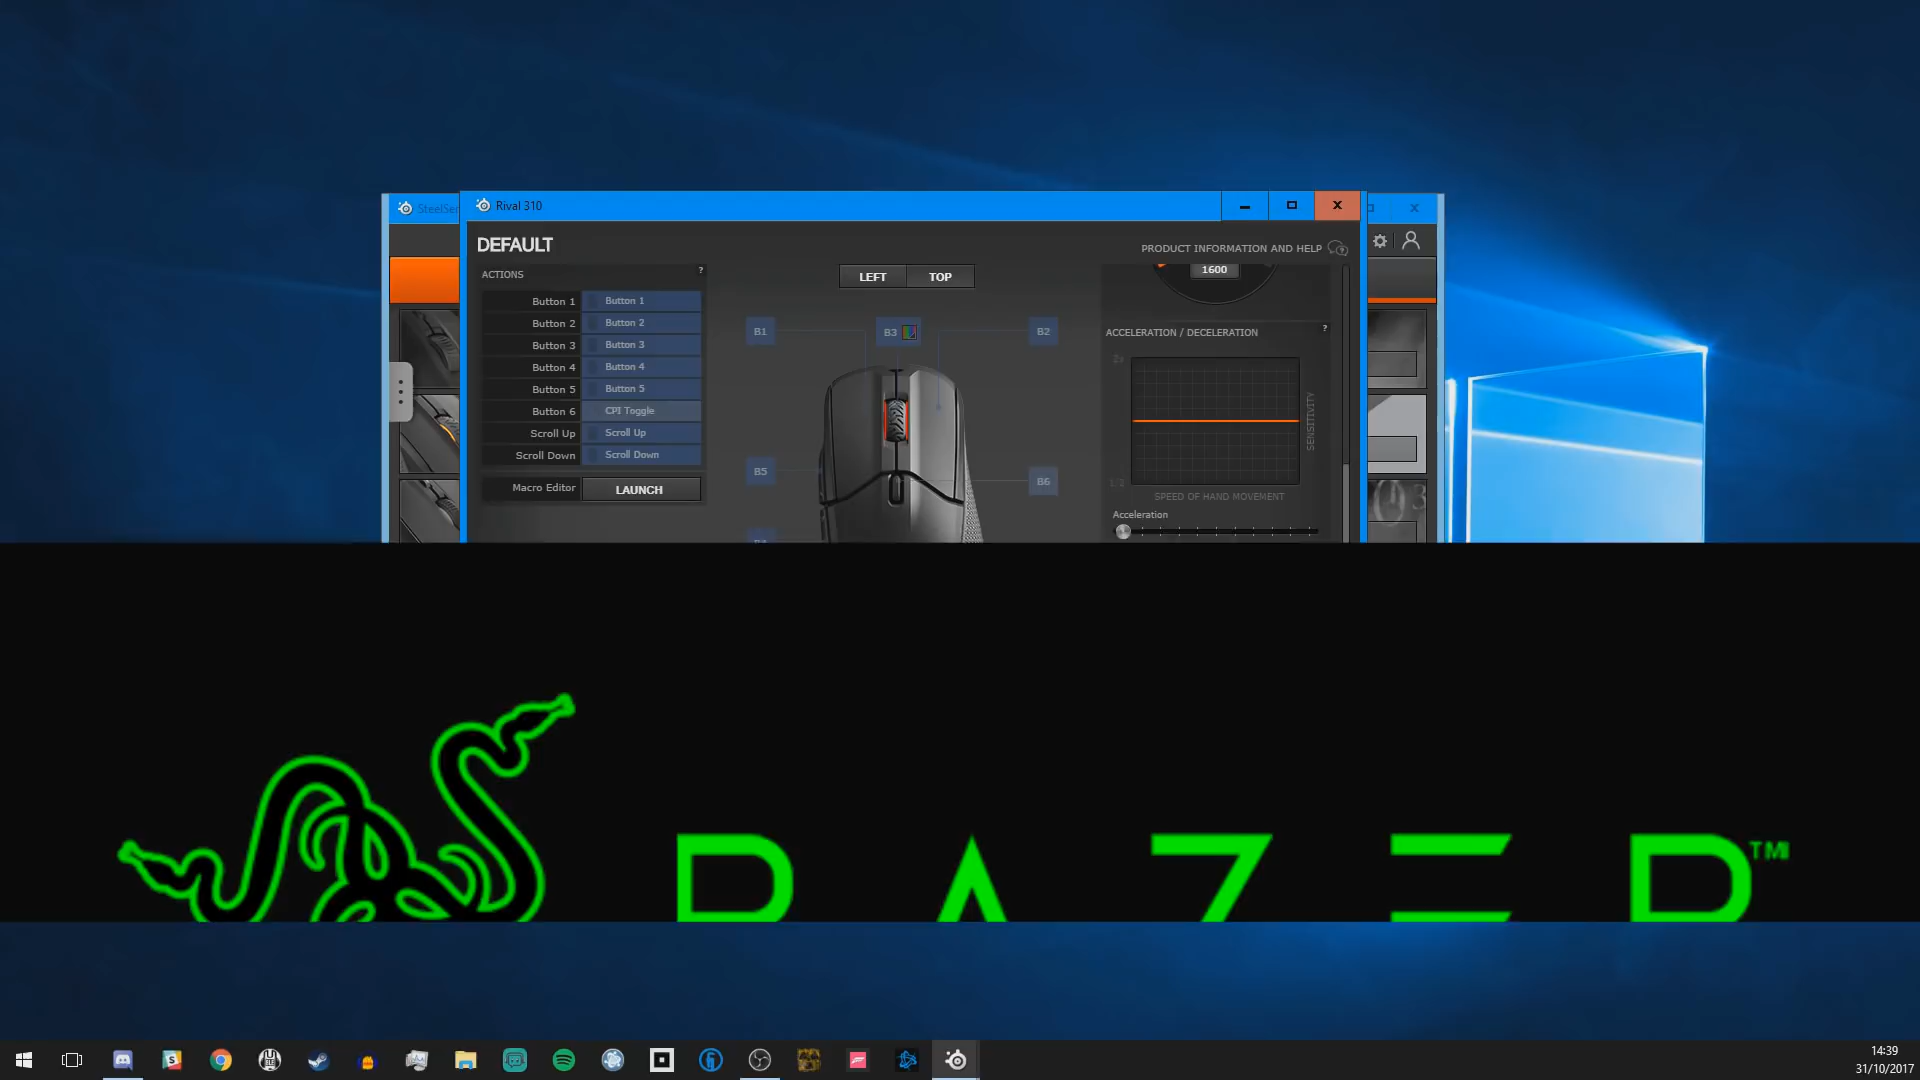 SteelSer
Rival 310
DEFAULT
PRODUCT INFORMATION AND HELP
ACTIONS
?
LEFT
TOP
1600
Button 1
Button 1
Button 2
Button 2
Button 3
Button 3
Button 4
Button 4
Button 5
Button 5
Button 6
CPI Toggle
Scroll Up
Scroll Up
Scroll Down
Scroll Down
Macro Editor
LAUNCH
B1
B3
B2
B5
B6
ACCELERATION / DECELERATION
?
SENSITIVITY
SPEED OF HAND MOVEMENT
Acceleration
3
RAZER™
14:39
31/10/2017